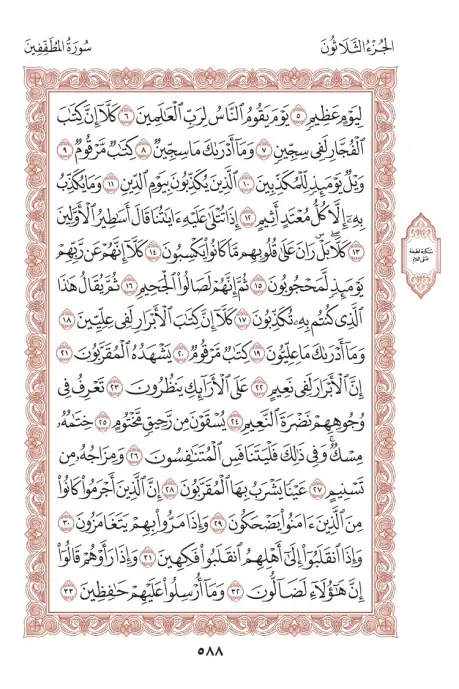 الجُزْءُ الثَّلَاثُونَ سُورَةُ المُطَفِّفِينَ
لِيَوْمٍ عَظِيمٍ ٥ يَوْمَ يَقُومُ ٱلنَّاسُ لِرَبِّ ٱلْعَٰلَمِينَ ٦ كَلَّآ إِنَّ كِتَٰبَ
ٱلْفُجَّارِ لَفِى سِجِّينٍ ٧ وَمَآ أَدْرَىٰكَ مَا سِجِّينٌ ٨ كِتَٰبٌ مَّرْقُومٌ ٩
وَيْلٌ يَوْمَئِذٍ لِّلْمُكَذِّبِينَ ١٠ ٱلَّذِينَ يُكَذِّبُونَ بِيَوْمِ ٱلدِّينِ ١١ وَمَا يُكَذِّبُ
بِهِۦٓ إِلَّا كُلُّ مُعْتَدٍ أَثِيمٍ ١٢ إِذَا تُتْلَىٰ عَلَيْهِ ءَايَٰتُنَا قَالَ أَسَٰطِيرُ ٱلْأَوَّلِينَ
١٣ كَلَّا ۖ بَلْ ۜ رَانَ عَلَىٰ قُلُوبِهِم مَّا كَانُوا۟ يَكْسِبُونَ ١٤ كَلَّآ إِنَّهُمْ عَن رَّبِّهِمْ
يَوْمَئِذٍ لَّمَحْجُوبُونَ ١٥ ثُمَّ إِنَّهُمْ لَصَالُوا۟ ٱلْجَحِيمِ ١٦ ثُمَّ يُقَالُ هَٰذَا
ٱلَّذِى كُنتُم بِهِۦ تُكَذِّبُونَ ١٧ كَلَّآ إِنَّ كِتَٰبَ ٱلْأَبْرَارِ لَفِى عِلِّيِّينَ ١٨
وَمَآ أَدْرَىٰكَ مَا عِلِّيُّونَ ١٩ كِتَٰبٌ مَّرْقُومٌ ٢٠ يَشْهَدُهُ ٱلْمُقَرَّبُونَ ٢١
إِنَّ ٱلْأَبْرَارَ لَفِى نَعِيمٍ ٢٢ عَلَى ٱلْأَرَآئِكِ يَنظُرُونَ ٢٣ تَعْرِفُ فِى
وُجُوهِهِمْ نَضْرَةَ ٱلنَّعِيمِ ٢٤ يُسْقَوْنَ مِن رَّحِيقٍ مَّخْتُومٍ ٢٥ خِتَٰمُهُۥ
مِسْكٌ ۚ وَفِى ذَٰلِكَ فَلْيَتَنَافَسِ ٱلْمُتَنَٰفِسُونَ ٢٦ وَمِزَاجُهُۥ مِن
تَسْنِيمٍ ٢٧ عَيْنًا يَشْرَبُ بِهَا ٱلْمُقَرَّبُونَ ٢٨ إِنَّ ٱلَّذِينَ أَجْرَمُوا۟ كَانُوا۟
مِنَ ٱلَّذِينَ ءَامَنُوا۟ يَضْحَكُونَ ٢٩ وَإِذَا مَرُّوا۟ بِهِمْ يَتَغَامَزُونَ ٣٠
وَإِذَا ٱنقَلَبُوٓا۟ إِلَىٰٓ أَهْلِهِمُ ٱنقَلَبُوا۟ فَكِهِينَ ٣١ وَإِذَا رَأَوْهُمْ قَالُوٓا۟
إِنَّ هَٰٓؤُلَآءِ لَضَآلُّونَ ٣٢ وَمَآ أُرْسِلُوا۟ عَلَيْهِمْ حَٰفِظِينَ ٣٣
سكتة لطيفة
على اللام
٥٨٨